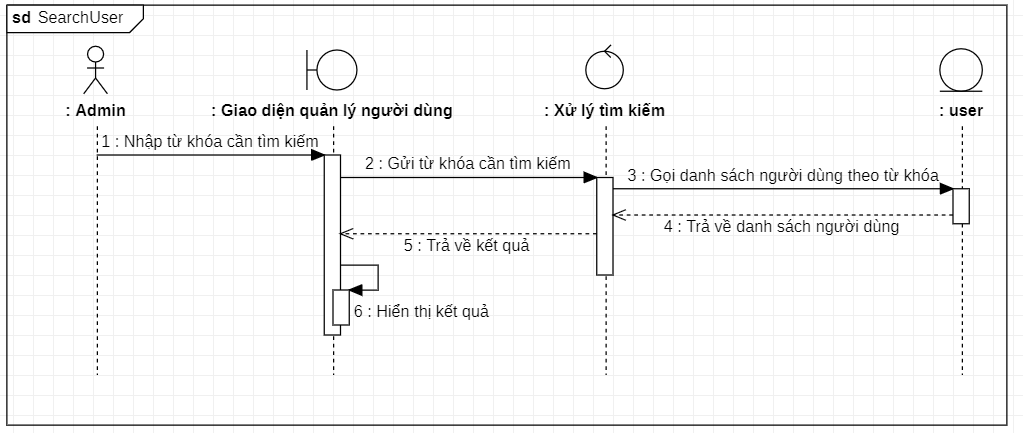 sd SearchUser
: Admin
: Giao diện quản lý người dùng
: Xử lý tìm kiếm
: user
1 : Nhập từ khóa cần tìm kiếm
2 : Gửi từ khóa cần tìm kiếm
3 : Gọi danh sách người dùng theo từ khóa
4 : Trả về danh sách người dùng
5 : Trả về kết quả
6 : Hiển thị kết quả